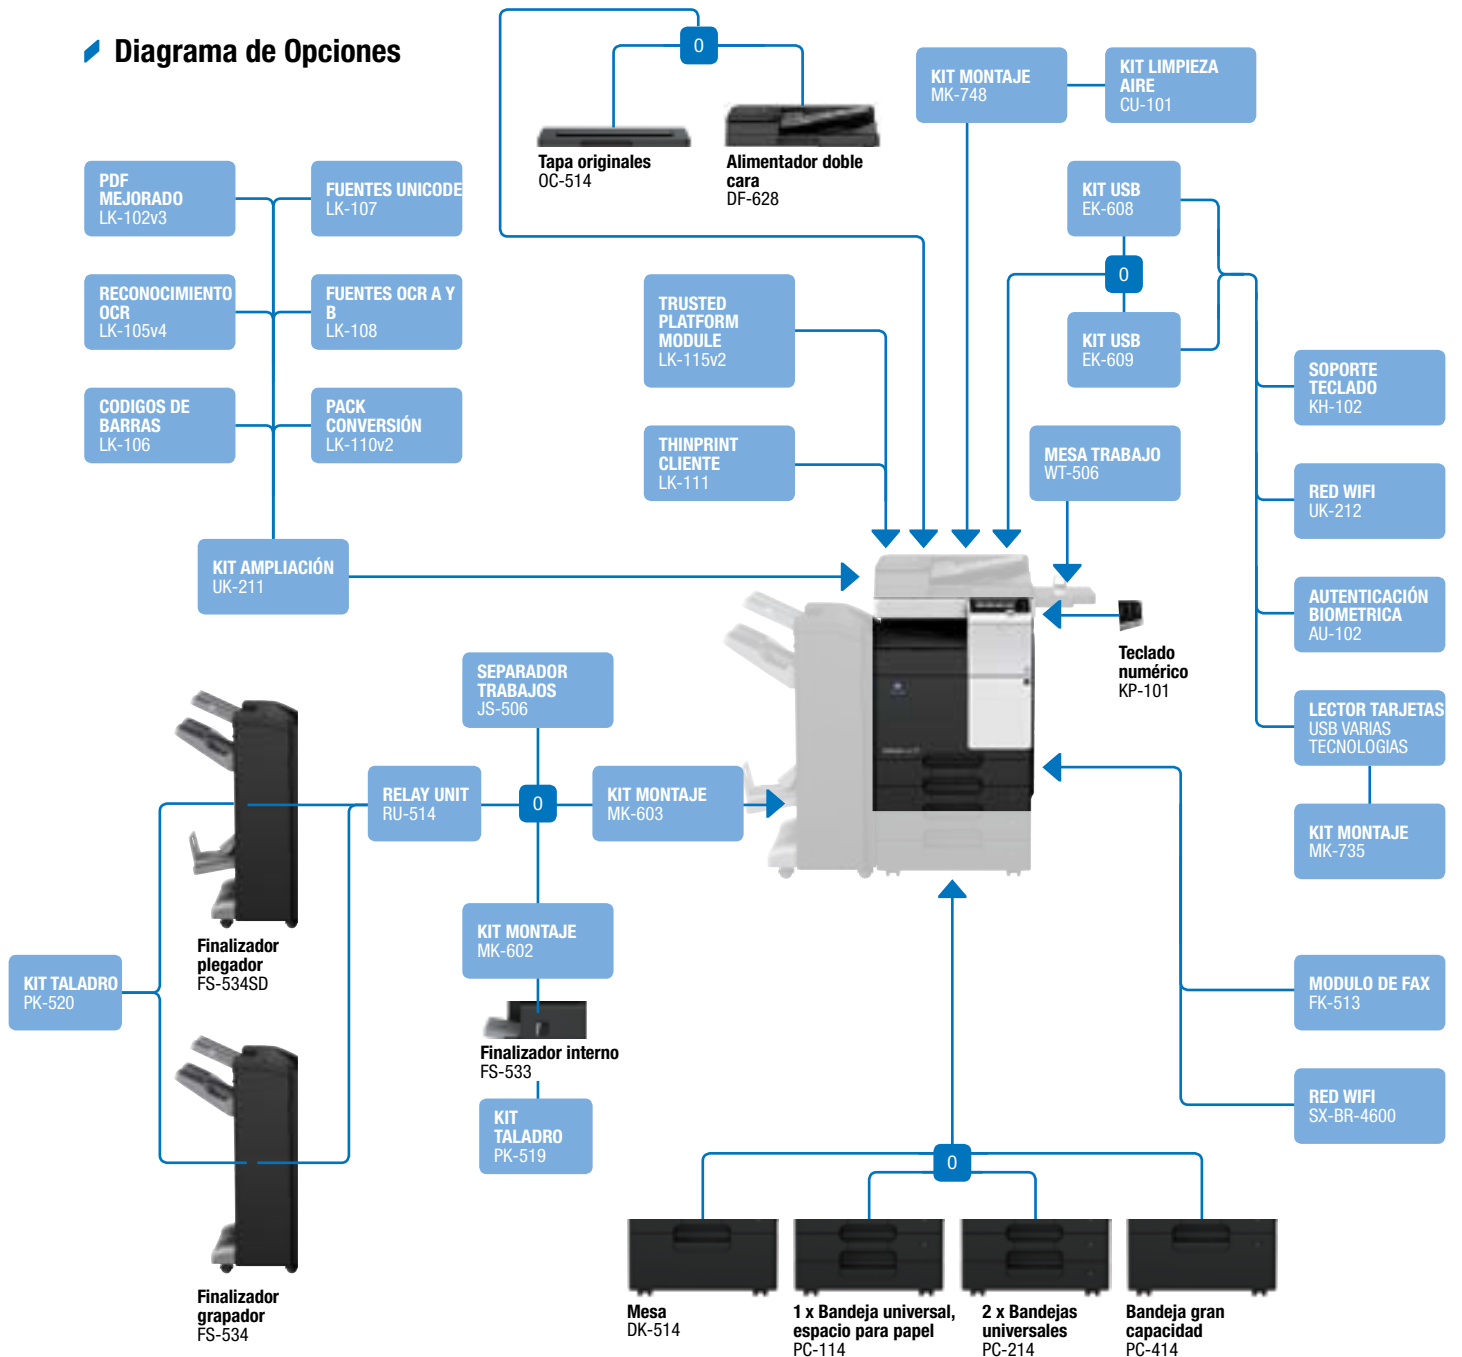 Diagrama de Opciones
0
Tapa originales
OC-514
Alimentador doble
cara
DF-628
KIT MONTAJE
MK-748
KIT LIMPIEZA
AIRE
CU-101
PDF
MEJORADO
LK-102v3
FUENTES UNICODE
LK-107
RECONOCIMIENTO
OCR
LK-105v4
FUENTES OCR A Y
B
LK-108
CODIGOS DE
BARRAS
LK-106
PACK
CONVERSIÓN
LK-110v2
KIT AMPLIACIÓN
UK-211
TRUSTED
PLATFORM
MODULE
LK-115v2
THINPRINT
CLIENTE
LK-111
KIT USB
EK-608
0
KIT USB
EK-609
MESA TRABAJO
WT-506
SOPORTE
TECLADO
KH-102
RED WIFI
UK-212
AUTENTICACIÓN
BIOMETRICA
AU-102
LECTOR TARJETAS
USB VARIAS
TECNOLOGIAS
KIT MONTAJE
MK-735
Teclado
numérico
KP-101
SEPARADOR
TRABAJOS
JS-506
RELAY UNIT
RU-514
0
KIT MONTAJE
MK-603
KIT MONTAJE
MK-602
Finalizador interno
FS-533
KIT
TALADRO
PK-519
Finalizador
plegador
FS-534SD
KIT TALADRO
PK-520
Finalizador
grapador
FS-534
MODULO DE FAX
FK-513
RED WIFI
SX-BR-4600
0
Mesa
DK-514
1 x Bandeja universal,
espacio para papel
PC-114
2 x Bandejas
universales
PC-214
Bandeja gran
capacidad
PC-414